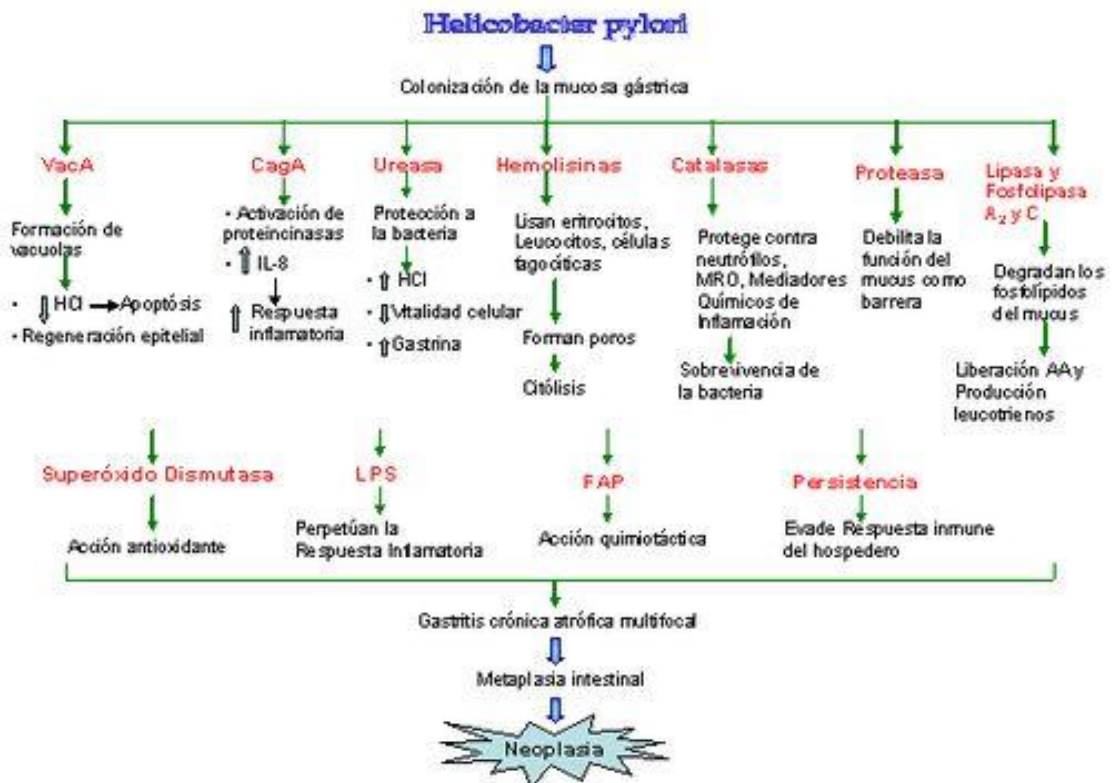 Helicobacter pylori
Colonización de la mucosa gástrica
VacA
CagA
Ureasa
Hemolisinas
Catalasas
Proteasa
Lipasa y
Fosfolipasa
A₂ y C
Formación de
vacuolas
• ⇩ HCl → Apoptósis
• Regeneración epitelial
• Activación de
proteincinasas
• ⇧ IL-8
⇧ Respuesta
inflamatoria
Protección a
la bacteria
• ⇧ HCl
• ⇩ Vitalidad celular
• ⇧ Gastrina
Lisan eritrocitos,
Leucocitos, células
fagocíticas
Forman poros
Citólisis
Protege contra
neutrófilos,
MRO, Mediadores
Químicos de
Inflamación
Sobrevivencia de
la bacteria
Debilita la
función del
mucus como
barrera
Degradan los
fosfolípidos
del mucus
Liberación AA y
Producción
leucotrienos
Superóxido Dismutasa
LPS
FAP
Persistencia
Acción antioxidante
Perpetúan la
Respuesta Inflamatoria
Acción quimiotáctica
Evade Respuesta inmune
del hospedero
Gastritis crónica atrófica multifocal
Metaplasia intestinal
Neoplasia